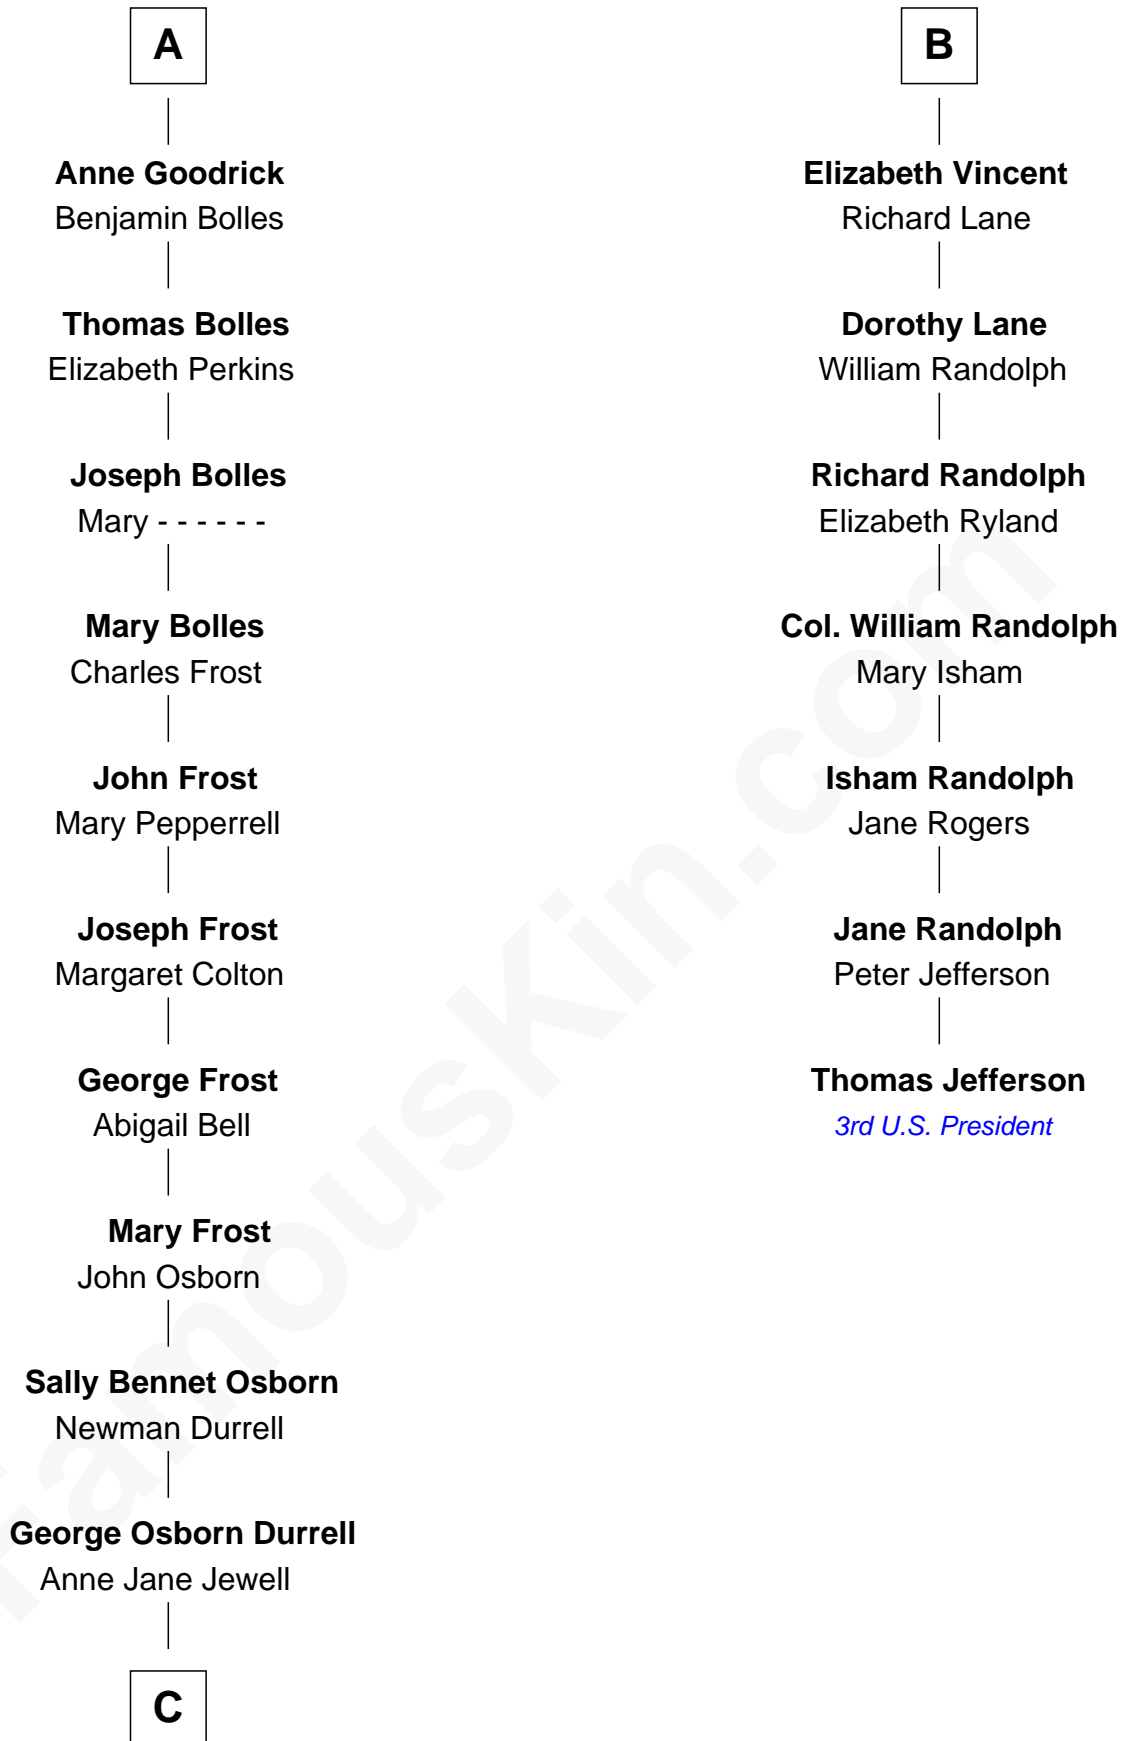 A
Anne Goodrick
Benjamin Bolles
Thomas Bolles
Elizabeth Perkins
Joseph Bolles
Mary - - - - - -
Mary Bolles
Charles Frost
John Frost
Mary Pepperrell
Joseph Frost
Margaret Colton
George Frost
Abigail Bell
Mary Frost
John Osborn
Sally Bennet Osborn
Newman Durrell
George Osborn Durrell
Anne Jane Jewell
C
B
Elizabeth Vincent
Richard Lane
Dorothy Lane
William Randolph
Richard Randolph
Elizabeth Ryland
Col. William Randolph
Mary Isham
Isham Randolph
Jane Rogers
Jane Randolph
Peter Jefferson
Thomas Jefferson
3rd U.S. President
FamousKin.com